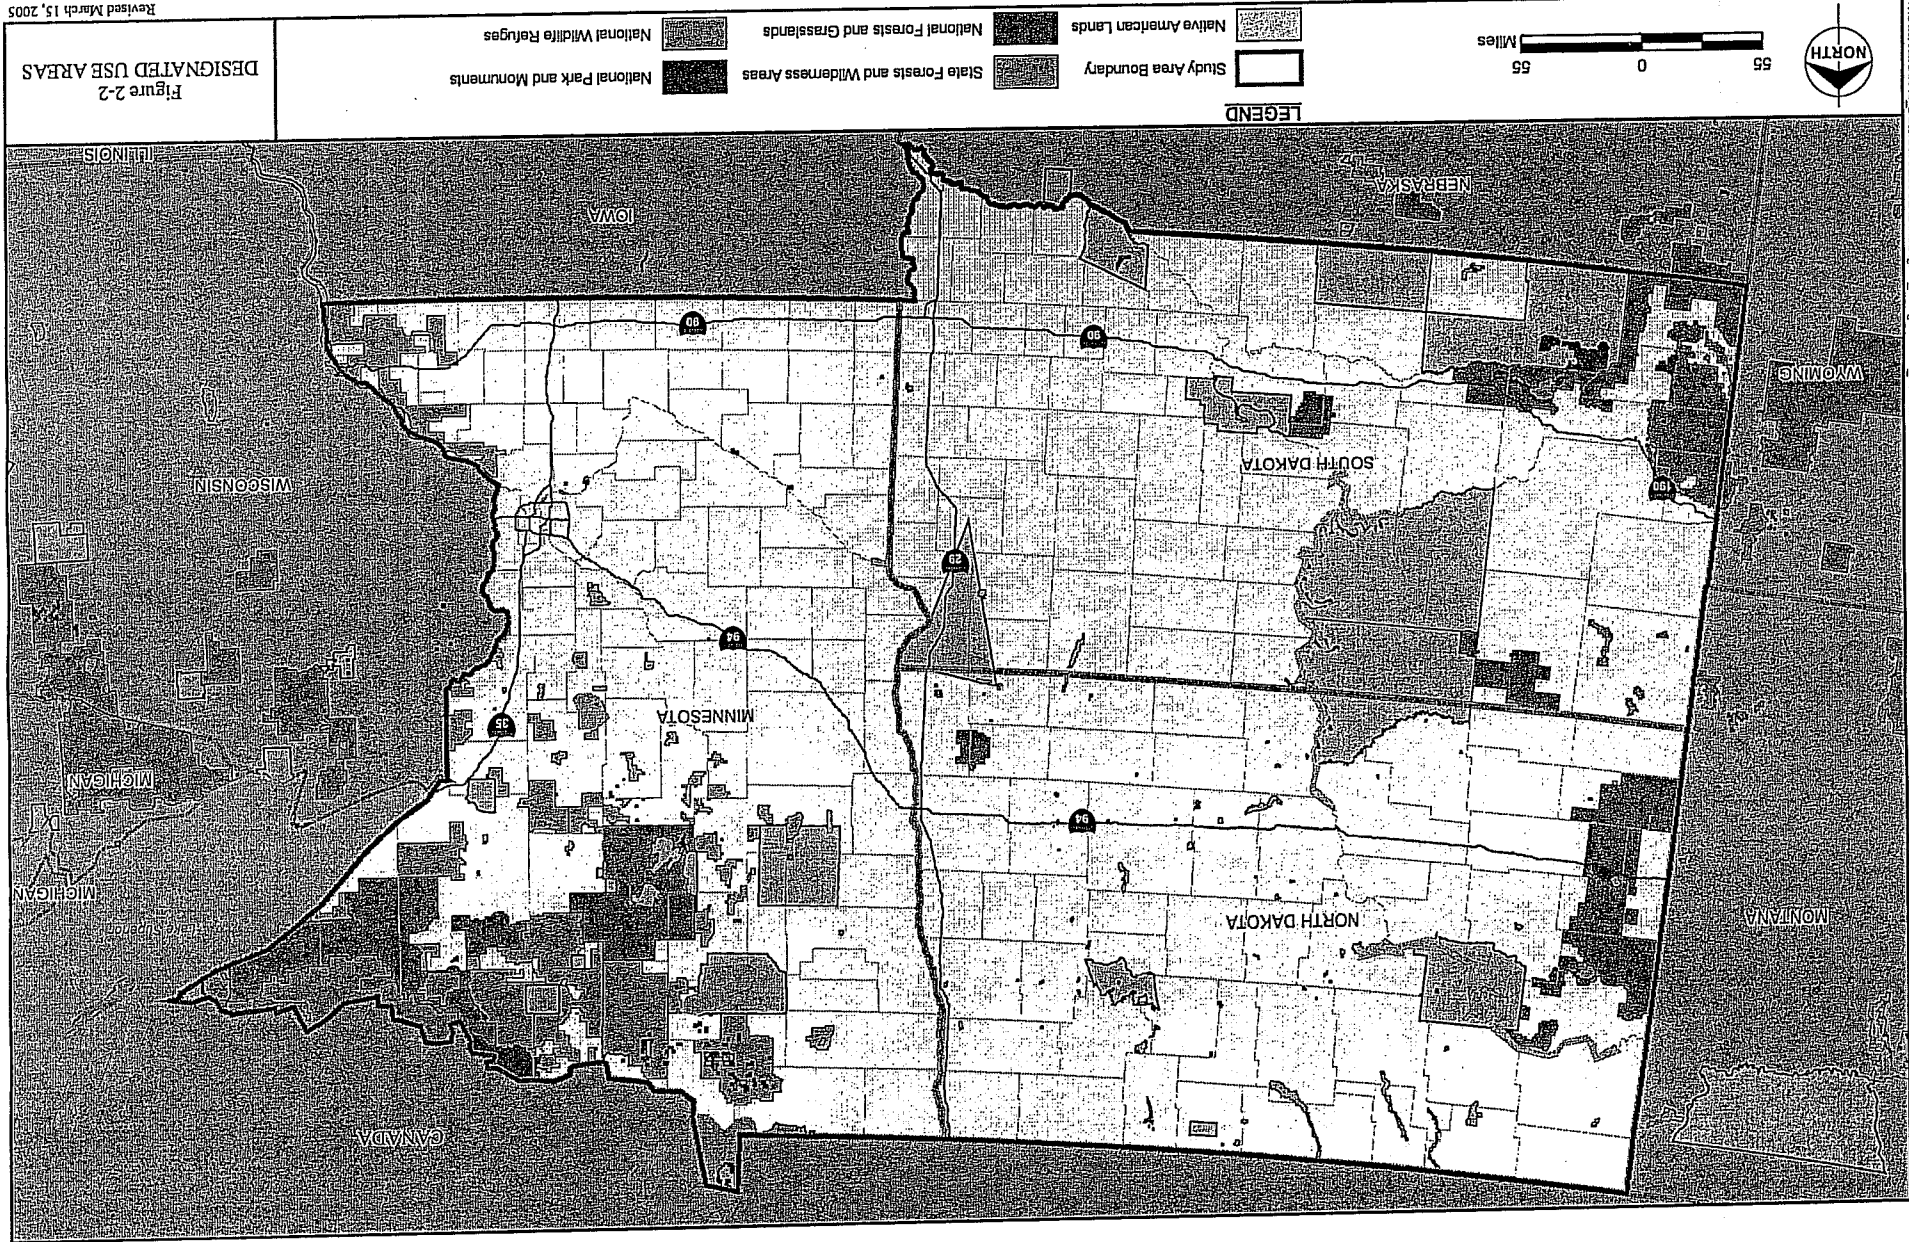 CANADA
MONTANA
NORTH DAKOTA
MICHIGAN
Lake Superior
94
MICHIGAN
MINNESOTA
35
94
29
90
SOUTH DAKOTA
WISCONSIN
WYOMING
90
90
IOWA
NEBRASKA
ILLINOIS
LEGEND
NORTH
55 0 55
Miles
Study Area Boundary
Native American Lands
State Forests and Wilderness Areas
National Forests and Grasslands
National Park and Monuments
National Wildlife Refuges
Figure 2-2
DESIGNATED USE AREAS
Revised March 15, 2005